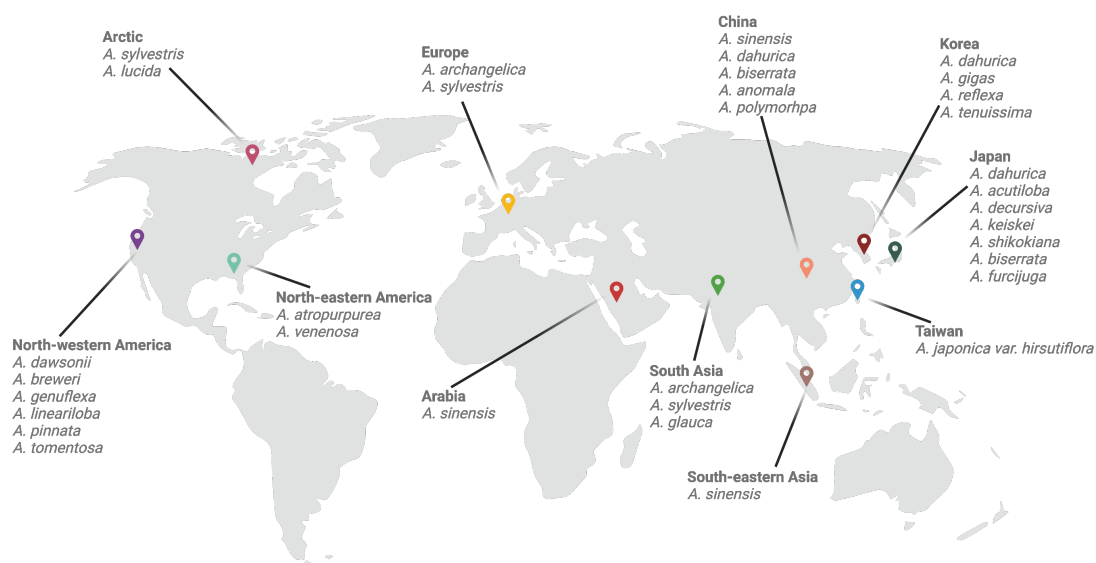 Arctic
A. sylvestris
A. lucida
Europe
A. archangelica
A. sylvestris
China
A. sinensis
A. dahurica
A. biserrata
A. anomala
A. polymorhpa
Korea
A. dahurica
A. gigas
A. reflexa
A. tenuissima
Japan
A. dahurica
A. acutiloba
A. decursiva
A. keiskei
A. shikokiana
A. biserrata
A. furcijuga
North-eastern America
A. atropurpurea
A. venenosa
North-western America
A. dawsonii
A. breweri
A. genuflexa
A. lineariloba
A. pinnata
A. tomentosa
Arabia
A. sinensis
South Asia
A. archangelica
A. sylvestris
A. glauca
Taiwan
A. japonica var. hirsutiflora
South-eastern Asia
A. sinensis